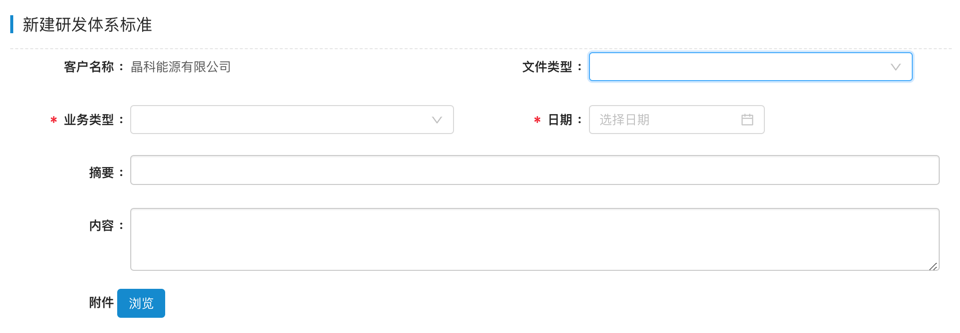 新建研发体系标准
客户名称： 晶科能源有限公司 文件类型：
* 业务类型： * 日期： 选择日期
摘要：
内容：
附件 浏览